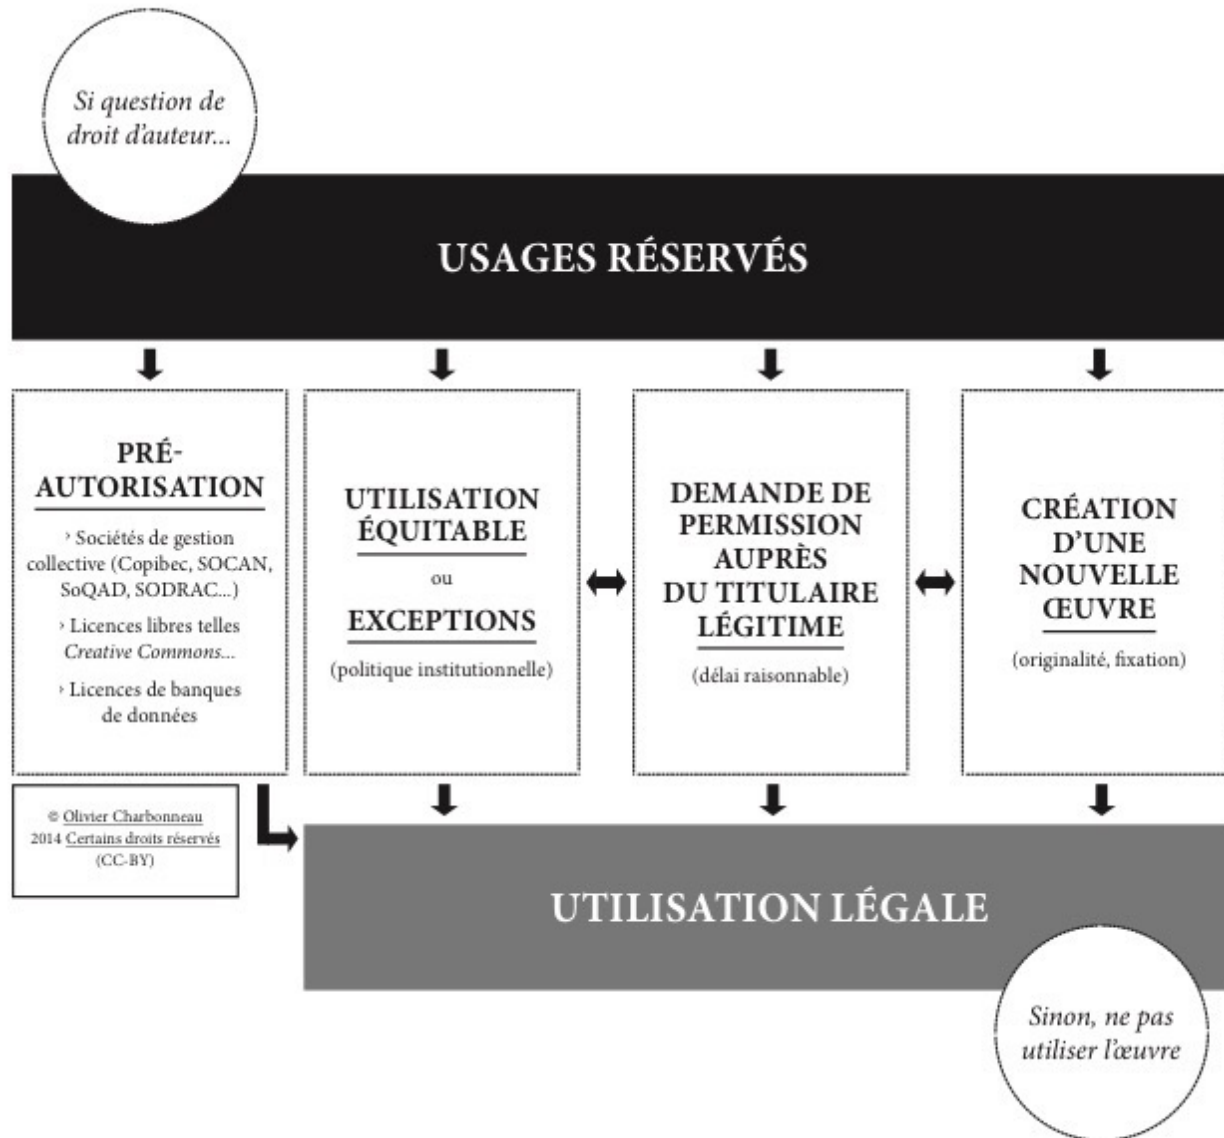 Si question de
droit d'auteur...
USAGES RÉSERVÉS
PRÉ-
AUTORISATION
› Sociétés de gestion
collective (Copibec, SOCAN,
SoQAD, SODRAC...)
› Licences libres telles
Creative Commons...
› Licences de banques
de données
UTILISATION
ÉQUITABLE
ou
EXCEPTIONS
(politique institutionnelle)
DEMANDE DE
PERMISSION
AUPRÈS
DU TITULAIRE
LÉGITIME
(délai raisonnable)
CRÉATION
D'UNE
NOUVELLE
ŒUVRE
(originalité, fixation)
© Olivier Charbonneau
2014 Certains droits réservés
(CC-BY)
UTILISATION LÉGALE
Sinon, ne pas
utiliser l'œuvre